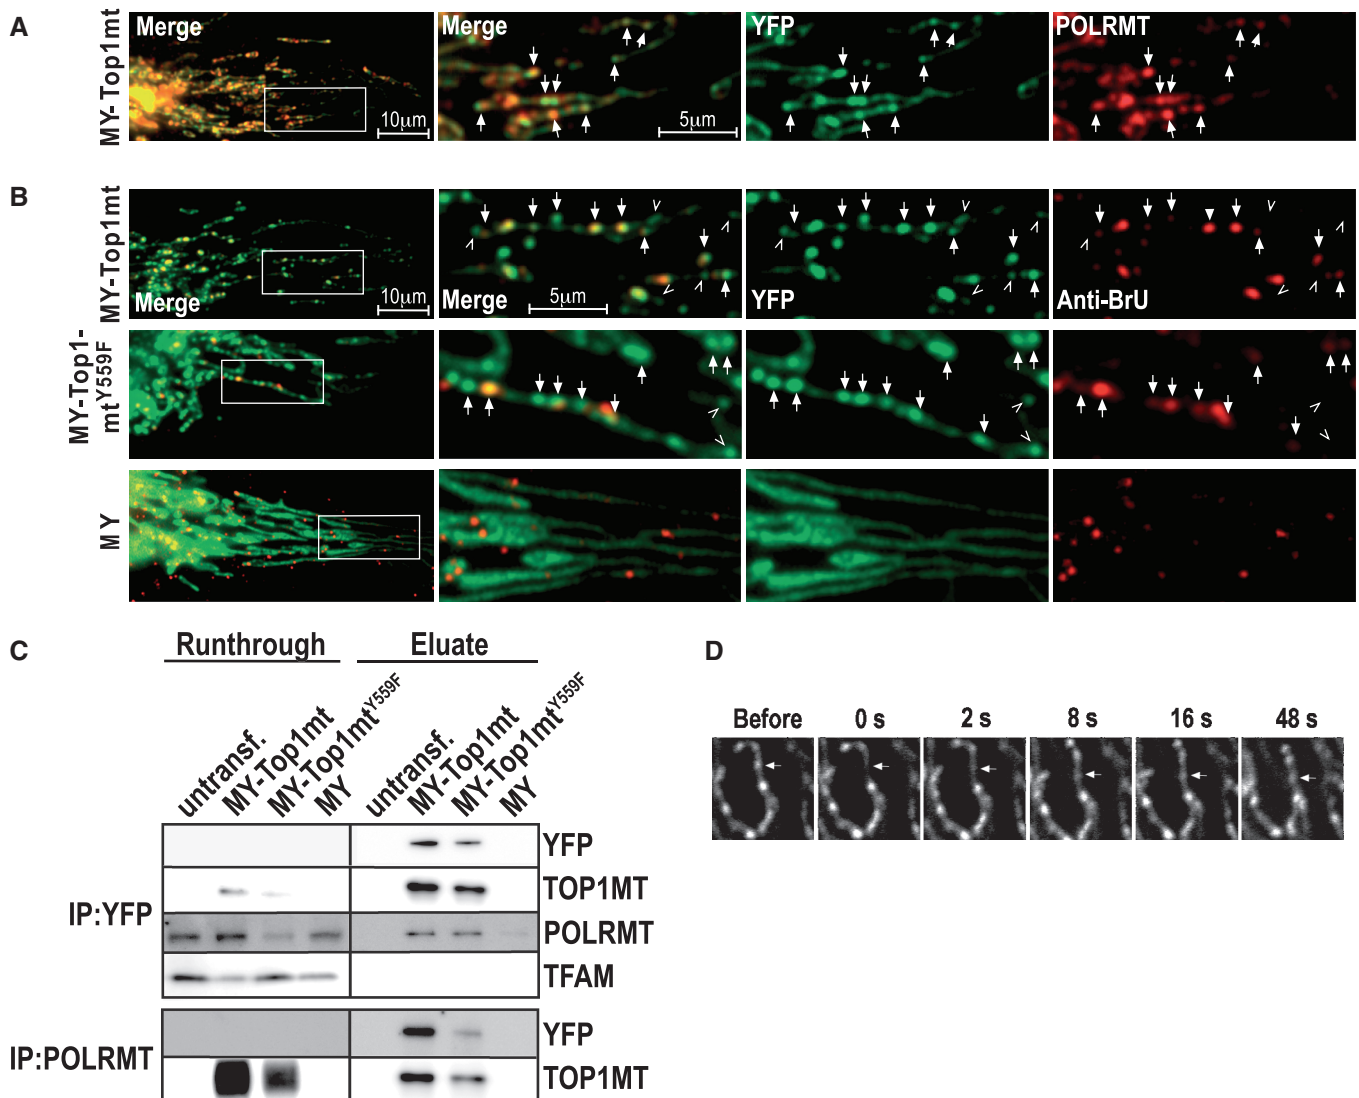 A
MY-Top1mt
Merge
10μm
Merge
5μm
YFP
POLRMT
B
MY-Top1mt
Merge
10μm
Merge
5μm
YFP
Anti-BrU
MY-Top1-
mtY559F
MY
C
Runthrough
Eluate
untransf.
MY-Top1mt
MY-Top1mtY559F
MY
untransf.
MY-Top1mt
MY-Top1mtY559F
MY
IP:YFP
YFP
TOP1MT
POLRMT
TFAM
IP:POLRMT
YFP
TOP1MT
D
Before
0 s
2 s
8 s
16 s
48 s